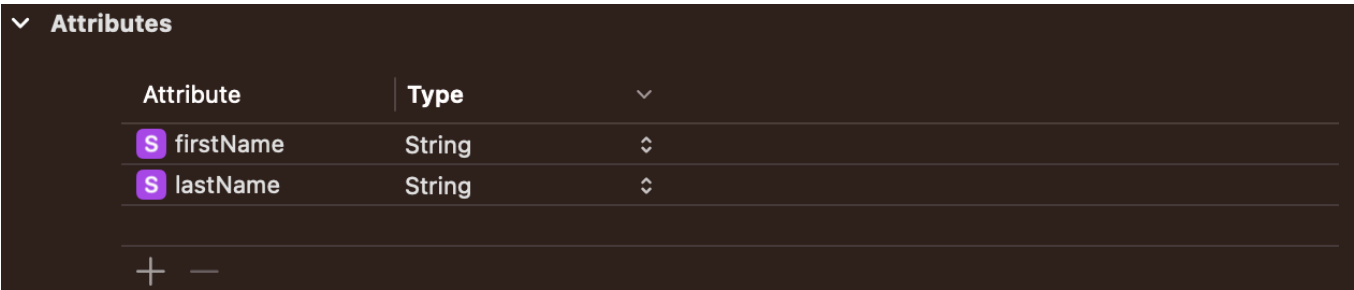 Attributes
Attribute Type
S firstName String
S lastName String